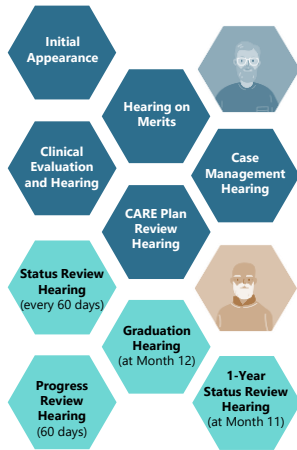 Initial
Appearance
Hearing on
Merits
Clinical
Evaluation
and Hearing
Case
Management
Hearing
CARE Plan
Review
Hearing
Status Review
Hearing
(every 60 days)
Graduation
Hearing
(at Month 12)
Progress
Review
Hearing
(60 days)
1-Year
Status Review
Hearing
(at Month 11)